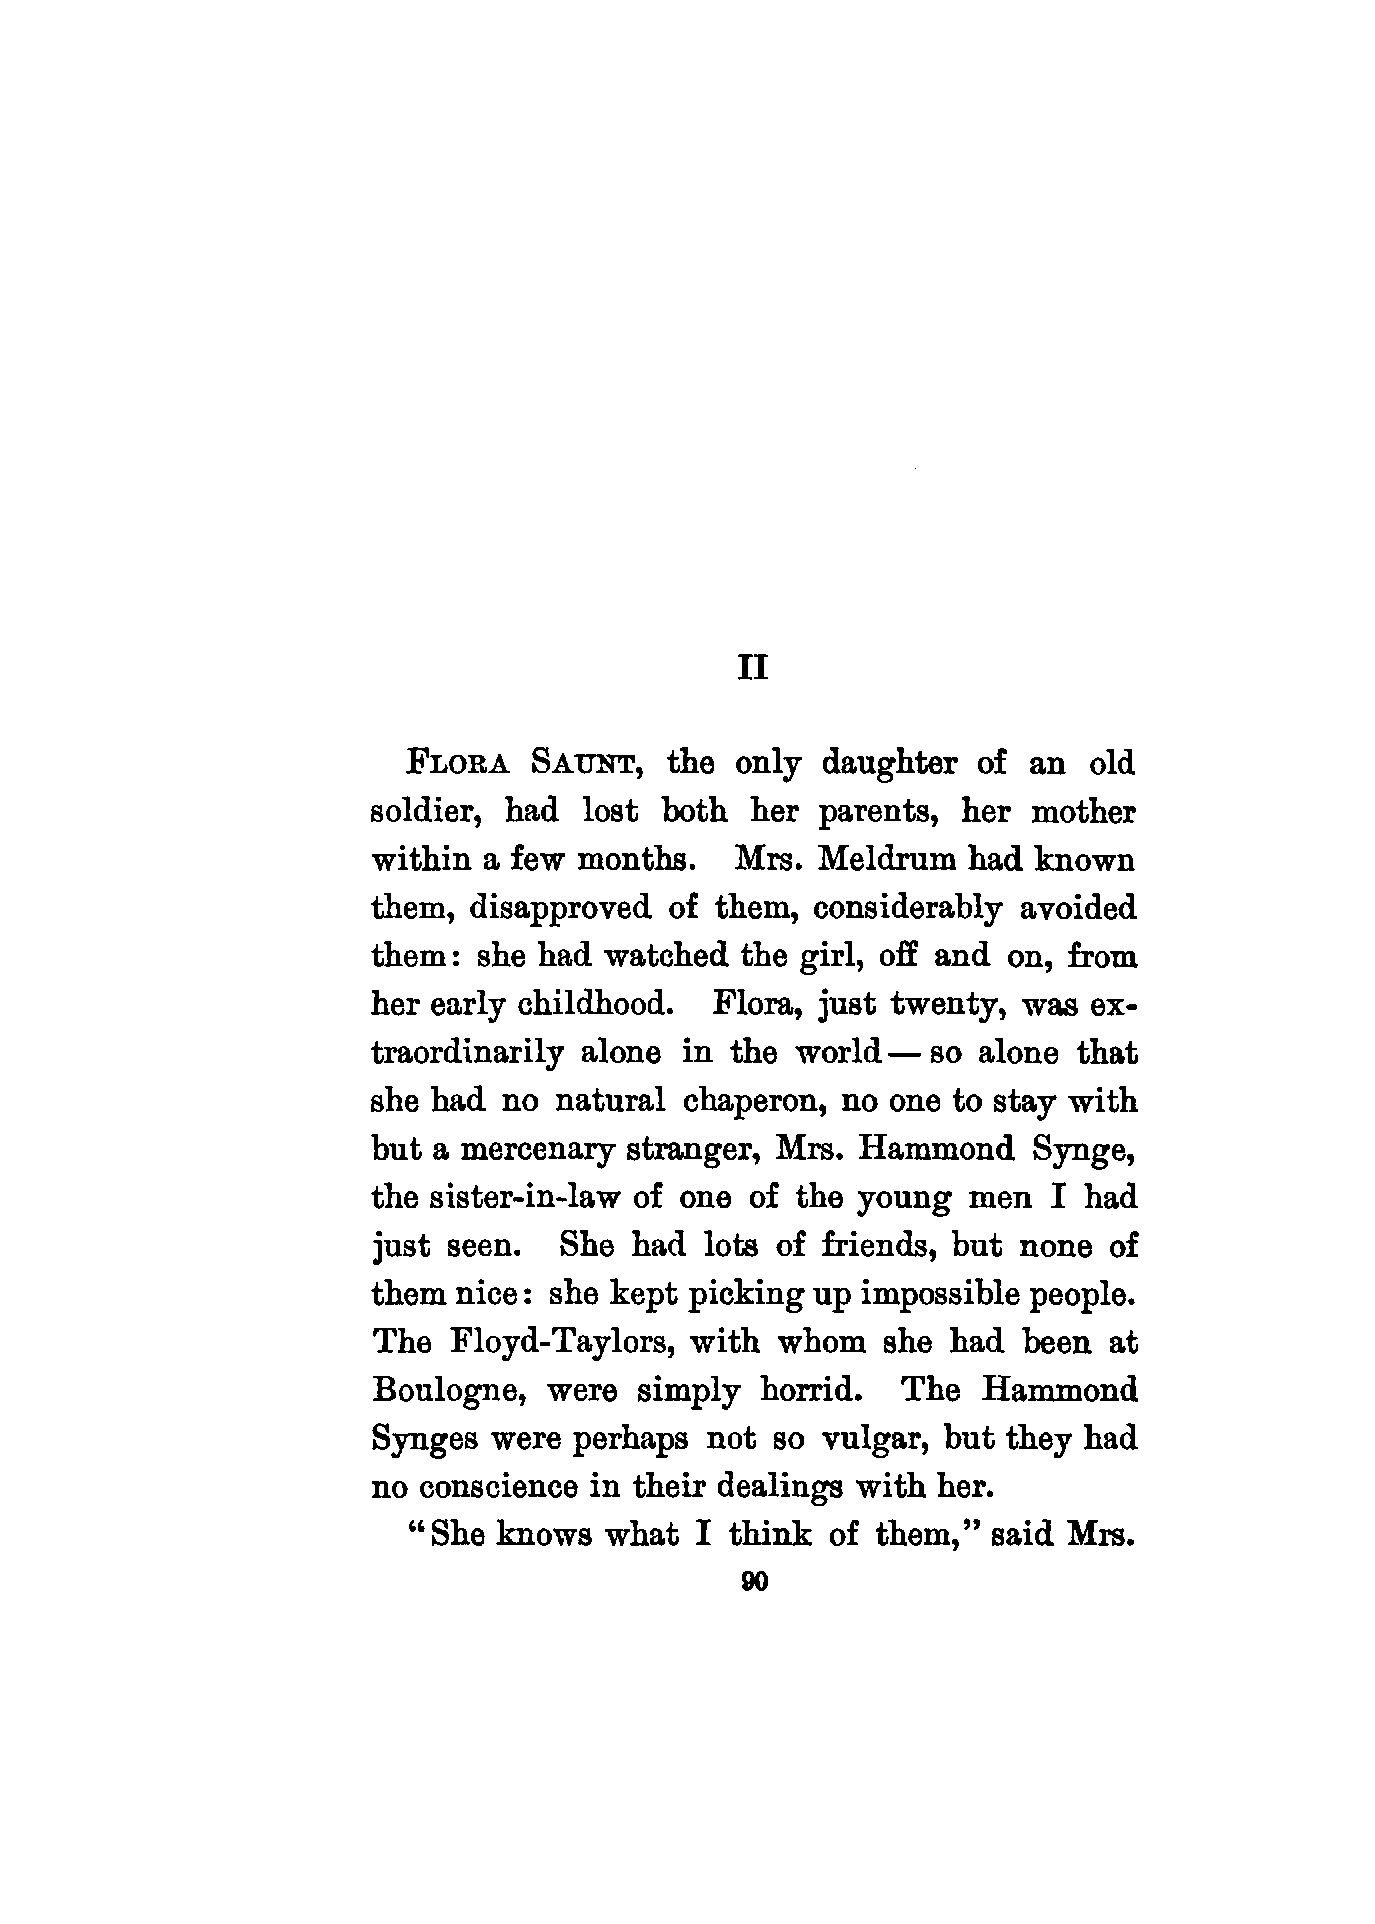 II
FLORA SAUNT, the only daughter of an old
soldier, had lost both her parents, her mother
within a few months. Mrs. Meldrum had known
them, disapproved of them, considerably avoided
them: she had watched the girl, off and on, from
her early childhood. Flora, just twenty, was ex-
traordinarily alone in the world— so alone that
she had no natural chaperon, no one to stay with
but a mercenary stranger, Mrs. Hammond Synge,
the sister-in-law of one of the young men I had
just seen. She had lots of friends, but none of
them nice: she kept picking up impossible people.
The Floyd-Taylors, with whom she had been at
Boulogne, were simply horrid. The Hammond
Synges were perhaps not so vulgar, but they had
no conscience in their dealings with her.
“She knows what I think of them,” said Mrs.
90